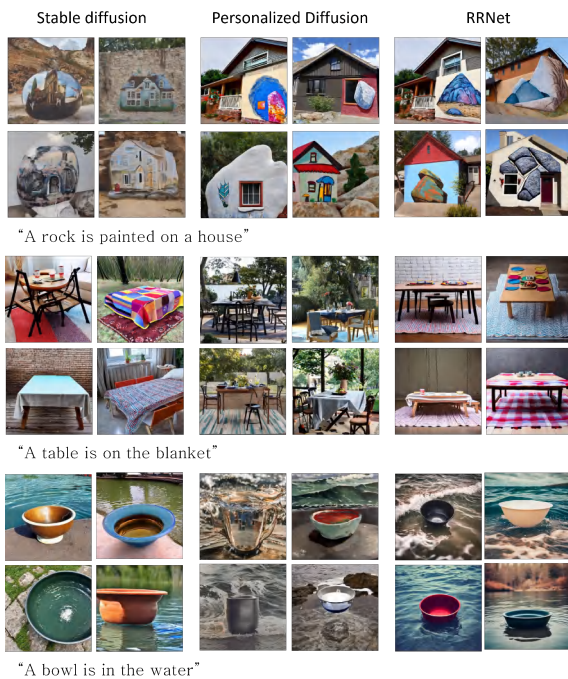 Stable diffusion
Personalized Diffusion
RRNet
“A rock is painted on a house”
“A table is on the blanket”
“A bowl is in the water”